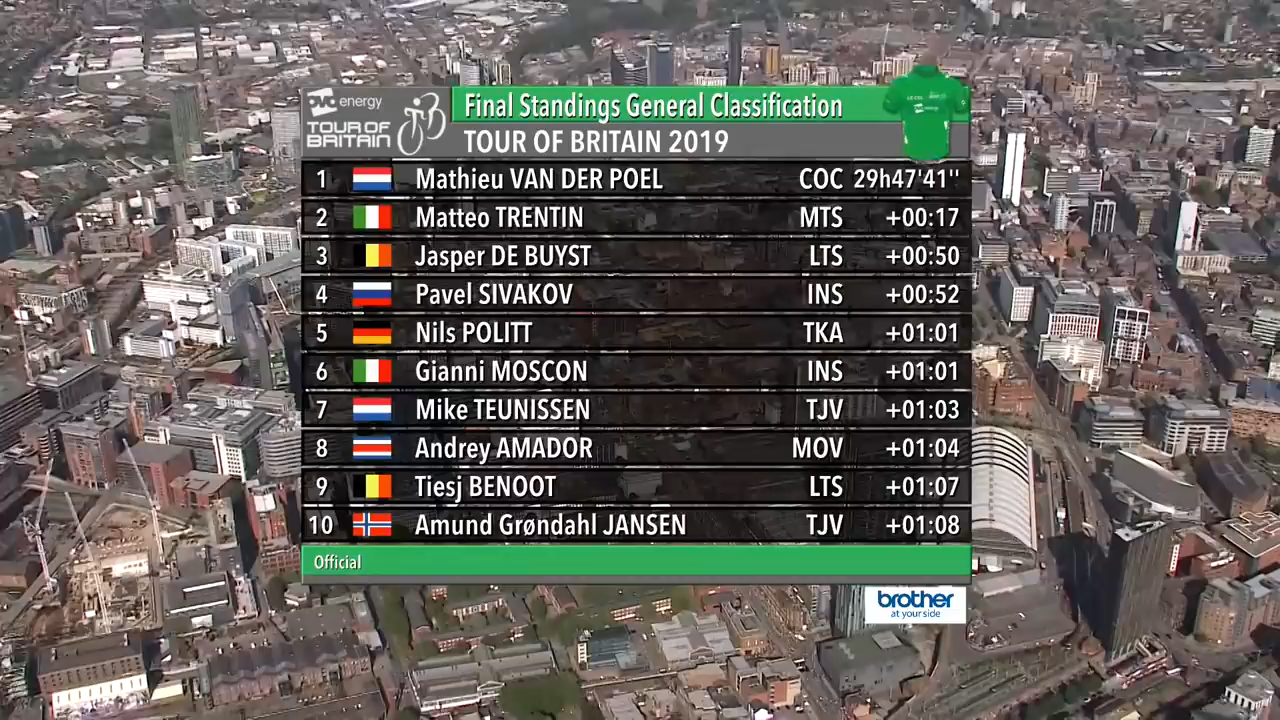 ovo energy
TOUR OF
BRITAIN
Final Standings General Classification
TOUR OF BRITAIN 2019
1 Mathieu VAN DER POEL COC 29h47'41''
2 Matteo TRENTIN MTS +00:17
3 Jasper DE BUYST LTS +00:50
4 Pavel SIVAKOV INS +00:52
5 Nils POLITT TKA +01:01
6 Gianni MOSCON INS +01:01
7 Mike TEUNISSEN TJV +01:03
8 Andrey AMADOR MOV +01:04
9 Tiesj BENOOT LTS +01:07
10 Amund Grøndahl JANSEN TJV +01:08
Official
brother
at your side